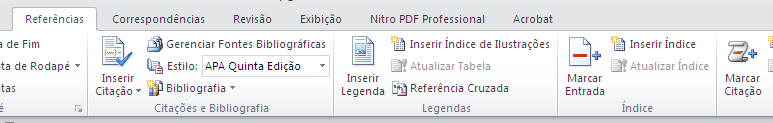 Referências Correspondências Revisão Exibição Nitro PDF Professional Acrobat
a de Fim
ta de Rodapé
tas
Inserir Citação
Gerenciar Fontes Bibliográficas
Estilo: APA Quinta Edição
Bibliografia
Citações e Bibliografia
Inserir Legenda
Inserir Índice de Ilustrações
Atualizar Tabela
Referência Cruzada
Legendas
Marcar Entrada
Inserir Índice
Atualizar Índice
Índice
Marcar Citação